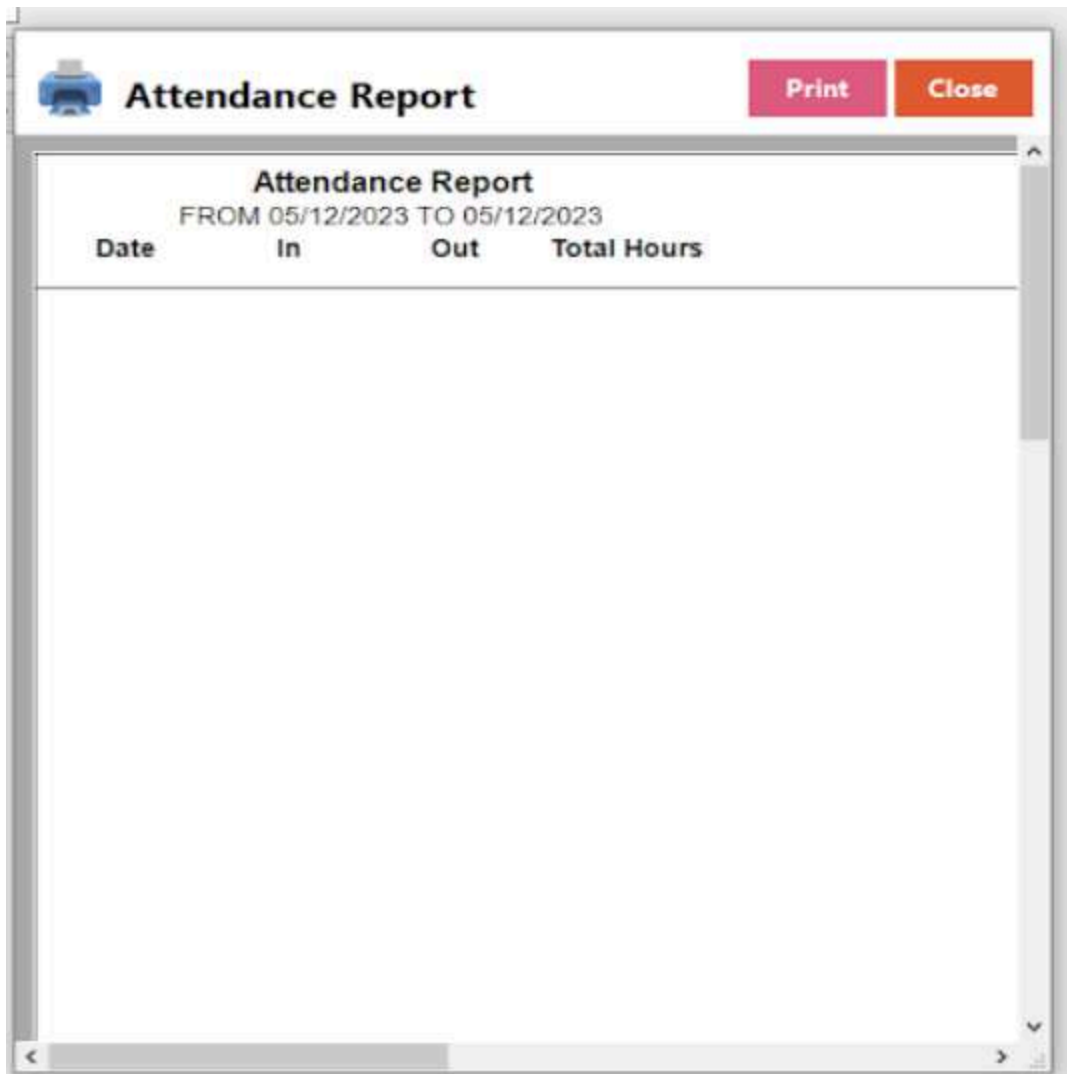 Attendance Report
Print
Close
Attendance Report
FROM 05/12/2023 TO 05/12/2023
Date In Out Total Hours